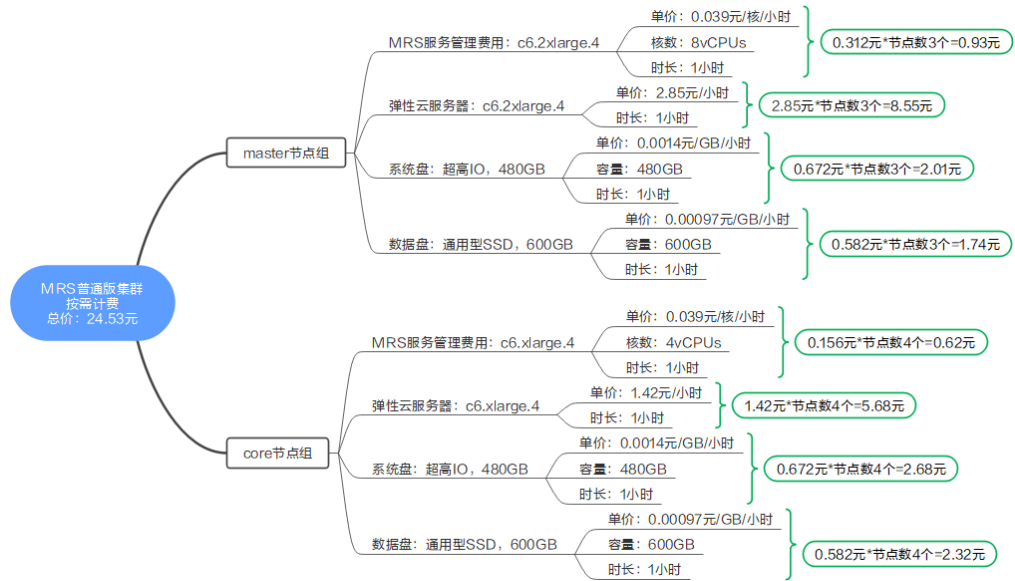 MRS普通版集群
按需计费
总价：24.53元
master节点组
MRS服务管理费用：c6.2xlarge.4
单价：0.039元/核/小时
核数：8vCPUs
时长：1小时
0.312元*节点数3个=0.93元
弹性云服务器：c6.2xlarge.4
单价：2.85元/小时
时长：1小时
2.85元*节点数3个=8.55元
系统盘：超高IO，480GB
单价：0.0014元/GB/小时
容量：480GB
时长：1小时
0.672元*节点数3个=2.01元
数据盘：通用型SSD，600GB
单价：0.00097元/GB/小时
容量：600GB
时长：1小时
0.582元*节点数3个=1.74元
core节点组
MRS服务管理费用：c6.xlarge.4
单价：0.039元/核/小时
核数：4vCPUs
时长：1小时
0.156元*节点数4个=0.62元
弹性云服务器：c6.xlarge.4
单价：1.42元/小时
时长：1小时
1.42元*节点数4个=5.68元
系统盘：超高IO，480GB
单价：0.0014元/GB/小时
容量：480GB
时长：1小时
0.672元*节点数4个=2.68元
数据盘：通用型SSD，600GB
单价：0.00097元/GB/小时
容量：600GB
时长：1小时
0.582元*节点数4个=2.32元